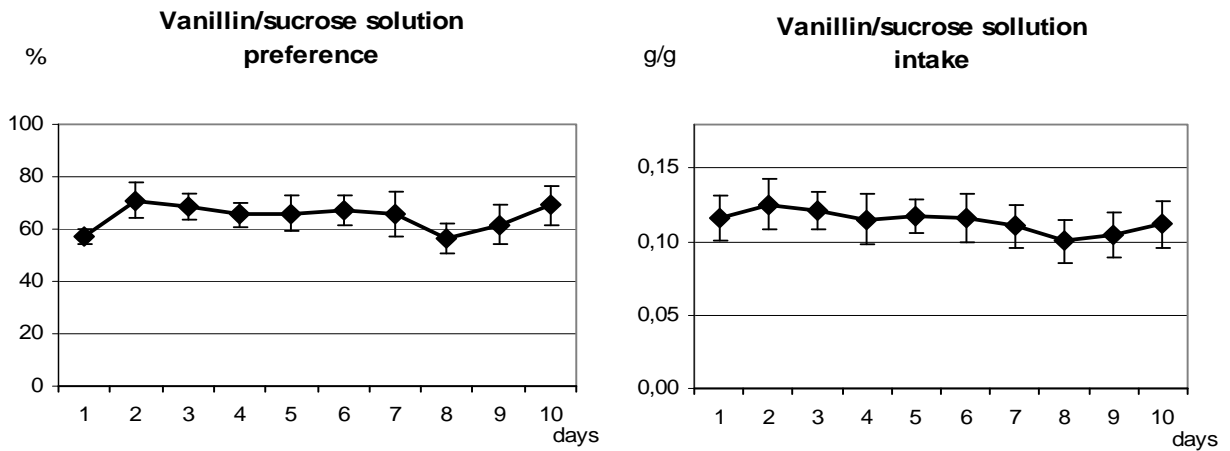 Vanillin/sucrose solution
preference
%
100
80
60
40
20
0
1 2 3 4 5 6 7 8 9 10
days
Vanillin/sucrose sollution
intake
g/g
0,15
0,10
0,05
0,00
1 2 3 4 5 6 7 8 9 10
days